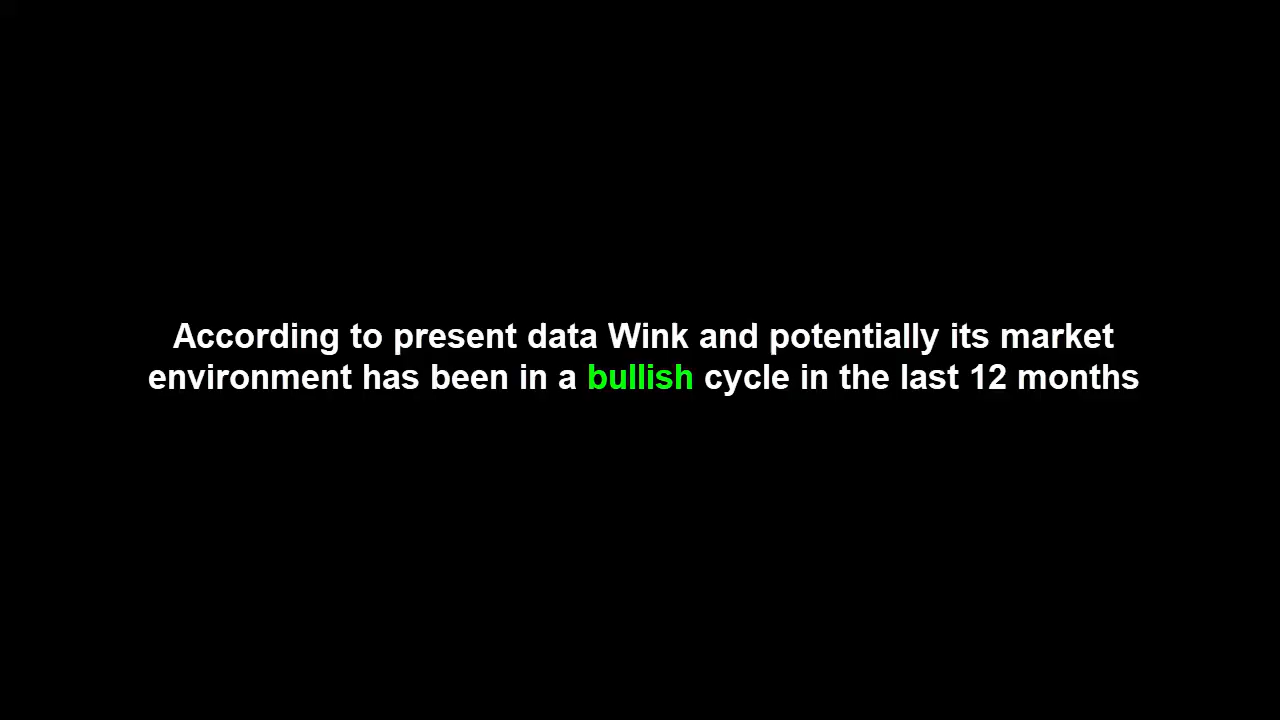 According to present data Wink and potentially its market
environment has been in a bullish cycle in the last 12 months